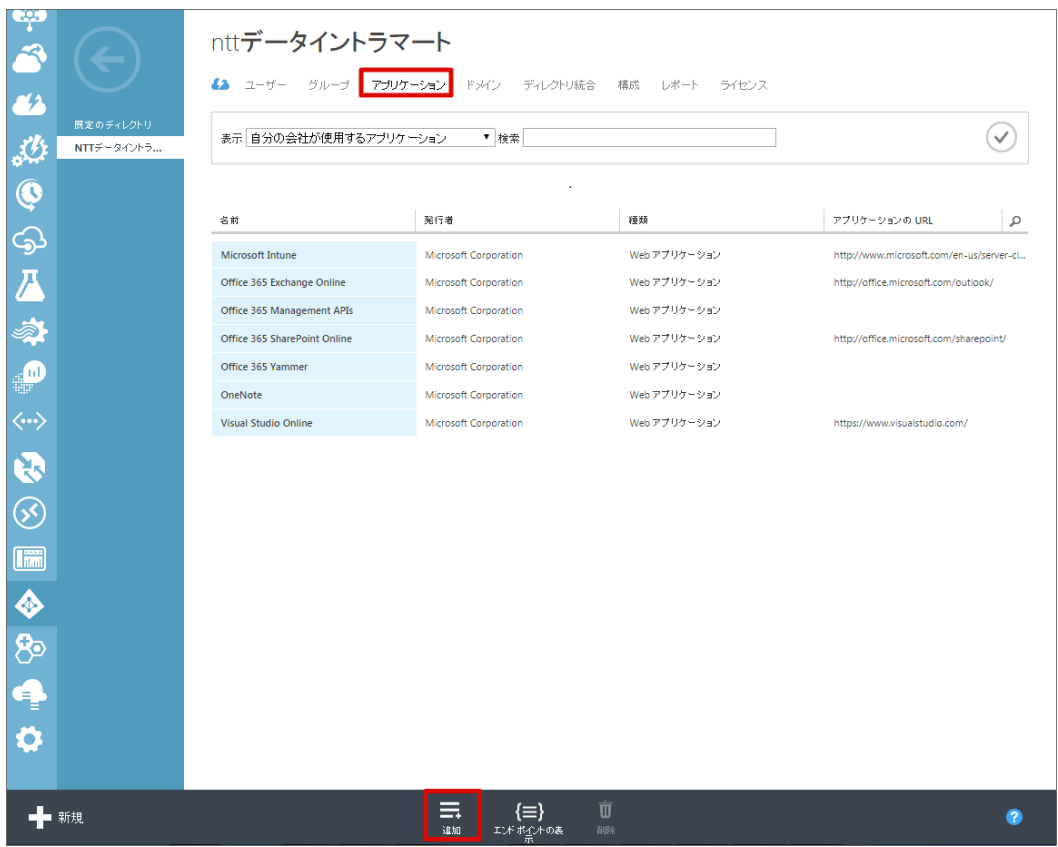 nttデータイントラマート
ユーザー グループ アプリケーション ドメイン ディレクトリ統合 構成 レポート ライセンス
既定のディレクトリ
NTTデータイントラ...
表示 自分の会社が使用するアプリケーション 検索
名前 発行者 種類 アプリケーションの URL
Microsoft Intune Microsoft Corporation Web アプリケーション http://www.microsoft.com/en-us/server-cl...
Office 365 Exchange Online Microsoft Corporation Web アプリケーション http://office.microsoft.com/outlook/
Office 365 Management APIs Microsoft Corporation Web アプリケーション
Office 365 SharePoint Online Microsoft Corporation Web アプリケーション http://office.microsoft.com/sharepoint/
Office 365 Yammer Microsoft Corporation Web アプリケーション
OneNote Microsoft Corporation Web アプリケーション
Visual Studio Online Microsoft Corporation Web アプリケーション https://www.visualstudio.com/
新規
追加
エンド ポイントの表
示
削除